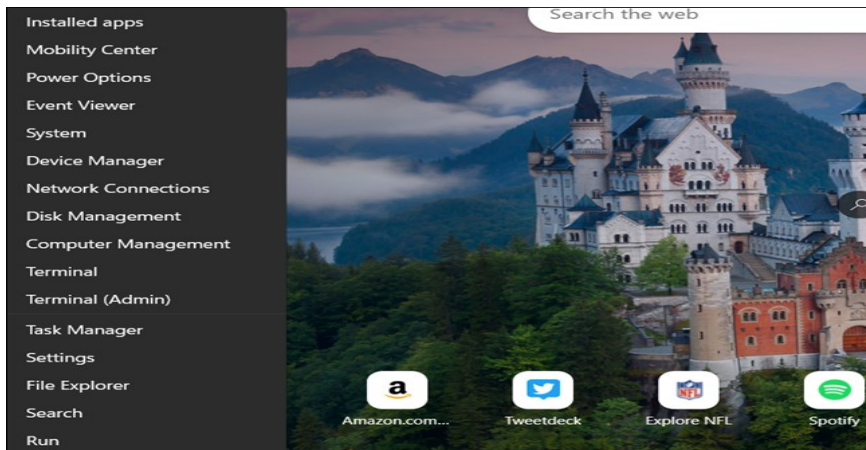 Installed apps
Mobility Center
Power Options
Event Viewer
System
Device Manager
Network Connections
Disk Management
Computer Management
Terminal
Terminal (Admin)
Task Manager
Settings
File Explorer
Search
Run
Search the web
a
NFL
Amazon.com...
Tweetdeck
Explore NFL
Spotify